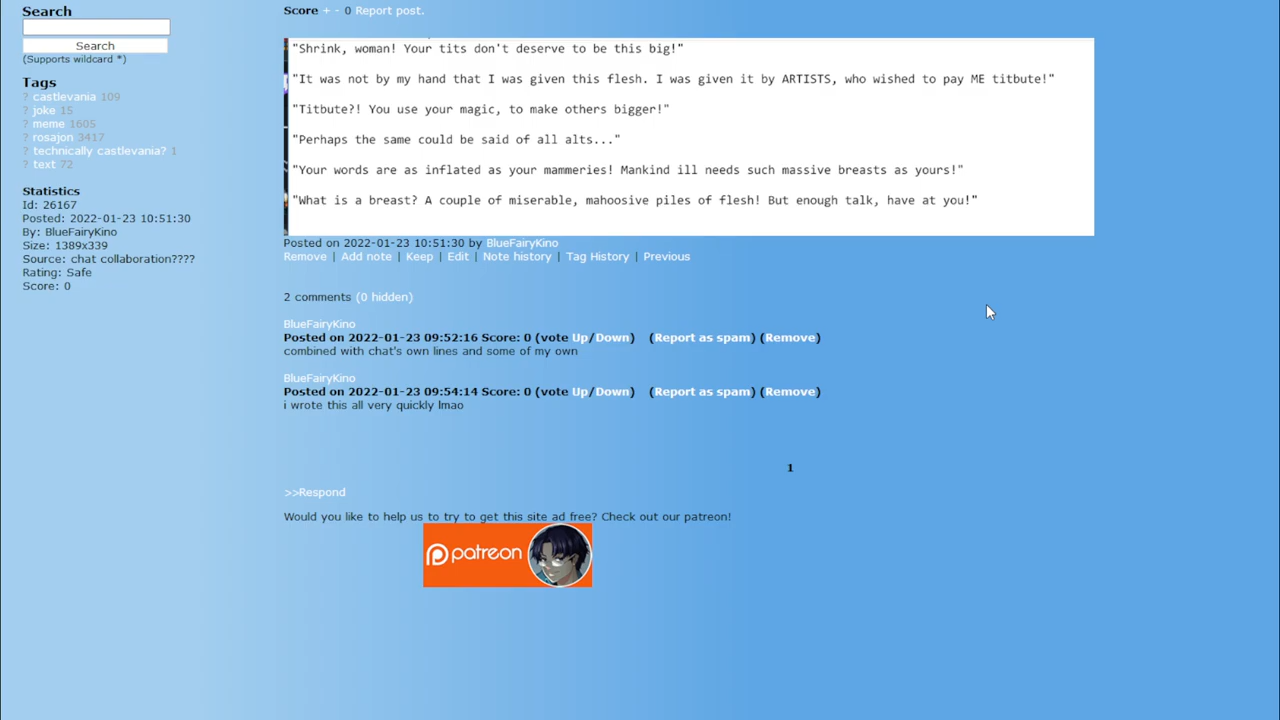 Search
Search
(Supports wildcard *)
Tags
? castlevania 109
? joke 15
? meme 1605
? rosajon 3417
? technically castlevania? 1
? text 72
Statistics
Id: 26167
Posted: 2022-01-23 10:51:30
By: BlueFairyKino
Size: 1389x339
Source: chat collaboration????
Rating: Safe
Score: 0
Score + - 0 Report post.
"Shrink, woman! Your tits don't deserve to be this big!"
"It was not by my hand that I was given this flesh. I was given it by ARTISTS, who wished to pay ME titbute!"
"Titbute?! You use your magic, to make others bigger!"
"Perhaps the same could be said of all alts..."
"Your words are as inflated as your mammeries! Mankind ill needs such massive breasts as yours!"
"What is a breast? A couple of miserable, mahoosive piles of flesh! But enough talk, have at you!"
Posted on 2022-01-23 10:51:30 by BlueFairyKino
Remove | Add note | Keep | Edit | Note history | Tag History | Previous
2 comments (0 hidden)
BlueFairyKino
Posted on 2022-01-23 09:52:16 Score: 0 (vote Up/Down) (Report as spam) (Remove)
combined with chat's own lines and some of my own
BlueFairyKino
Posted on 2022-01-23 09:54:14 Score: 0 (vote Up/Down) (Report as spam) (Remove)
i wrote this all very quickly lmao
1
>>Respond
Would you like to help us to try to get this site ad free? Check out our patreon!
patreon